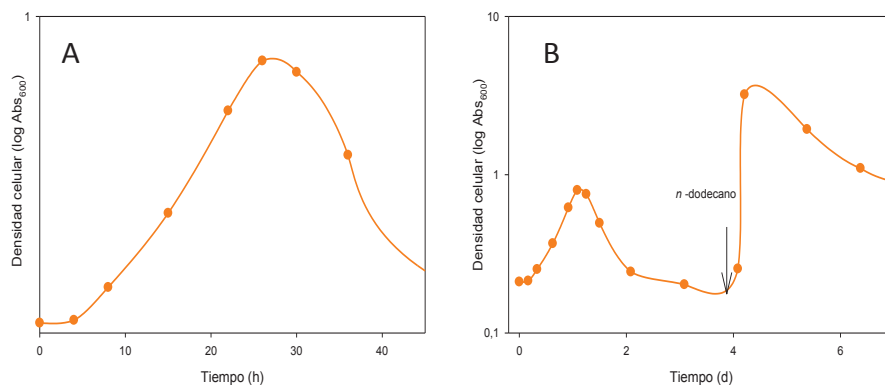 A
1
Densidad celular (log Abs600)
0
10
20
30
40
Tiempo (h)
B
10
1,0
0,1
Densidad celular (log Abs600)
n -dodecano
0
2
4
6
Tiempo (d)